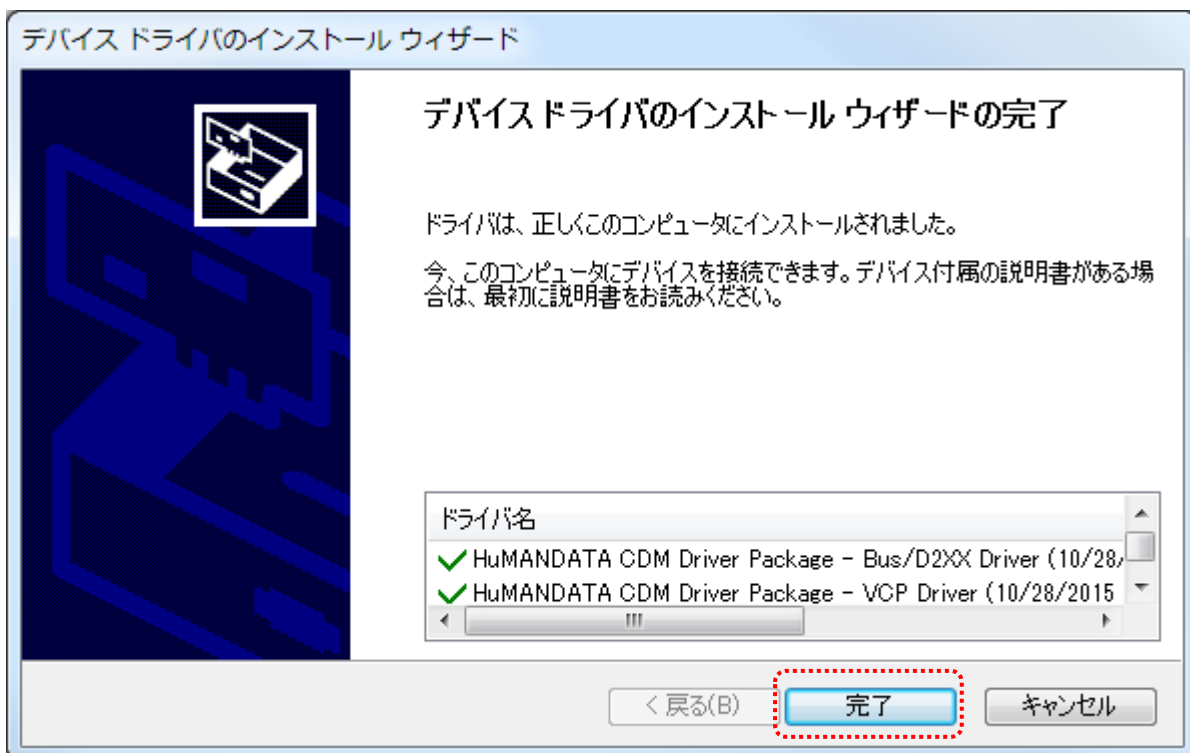 デバイス ドライバのインストール ウィザード
デバイス ドライバのインストール ウィザードの完了
ドライバは、正しくこのコンピュータにインストールされました。
今、このコンピュータにデバイスを接続できます。デバイス付属の説明書がある場
合は、最初に説明書をお読みください。
ドライバ名
HuMANDATA CDM Driver Package - Bus/D2XX Driver (10/28/
HuMANDATA CDM Driver Package - VCP Driver (10/28/2015
< 戻る(B) 完了 キャンセル